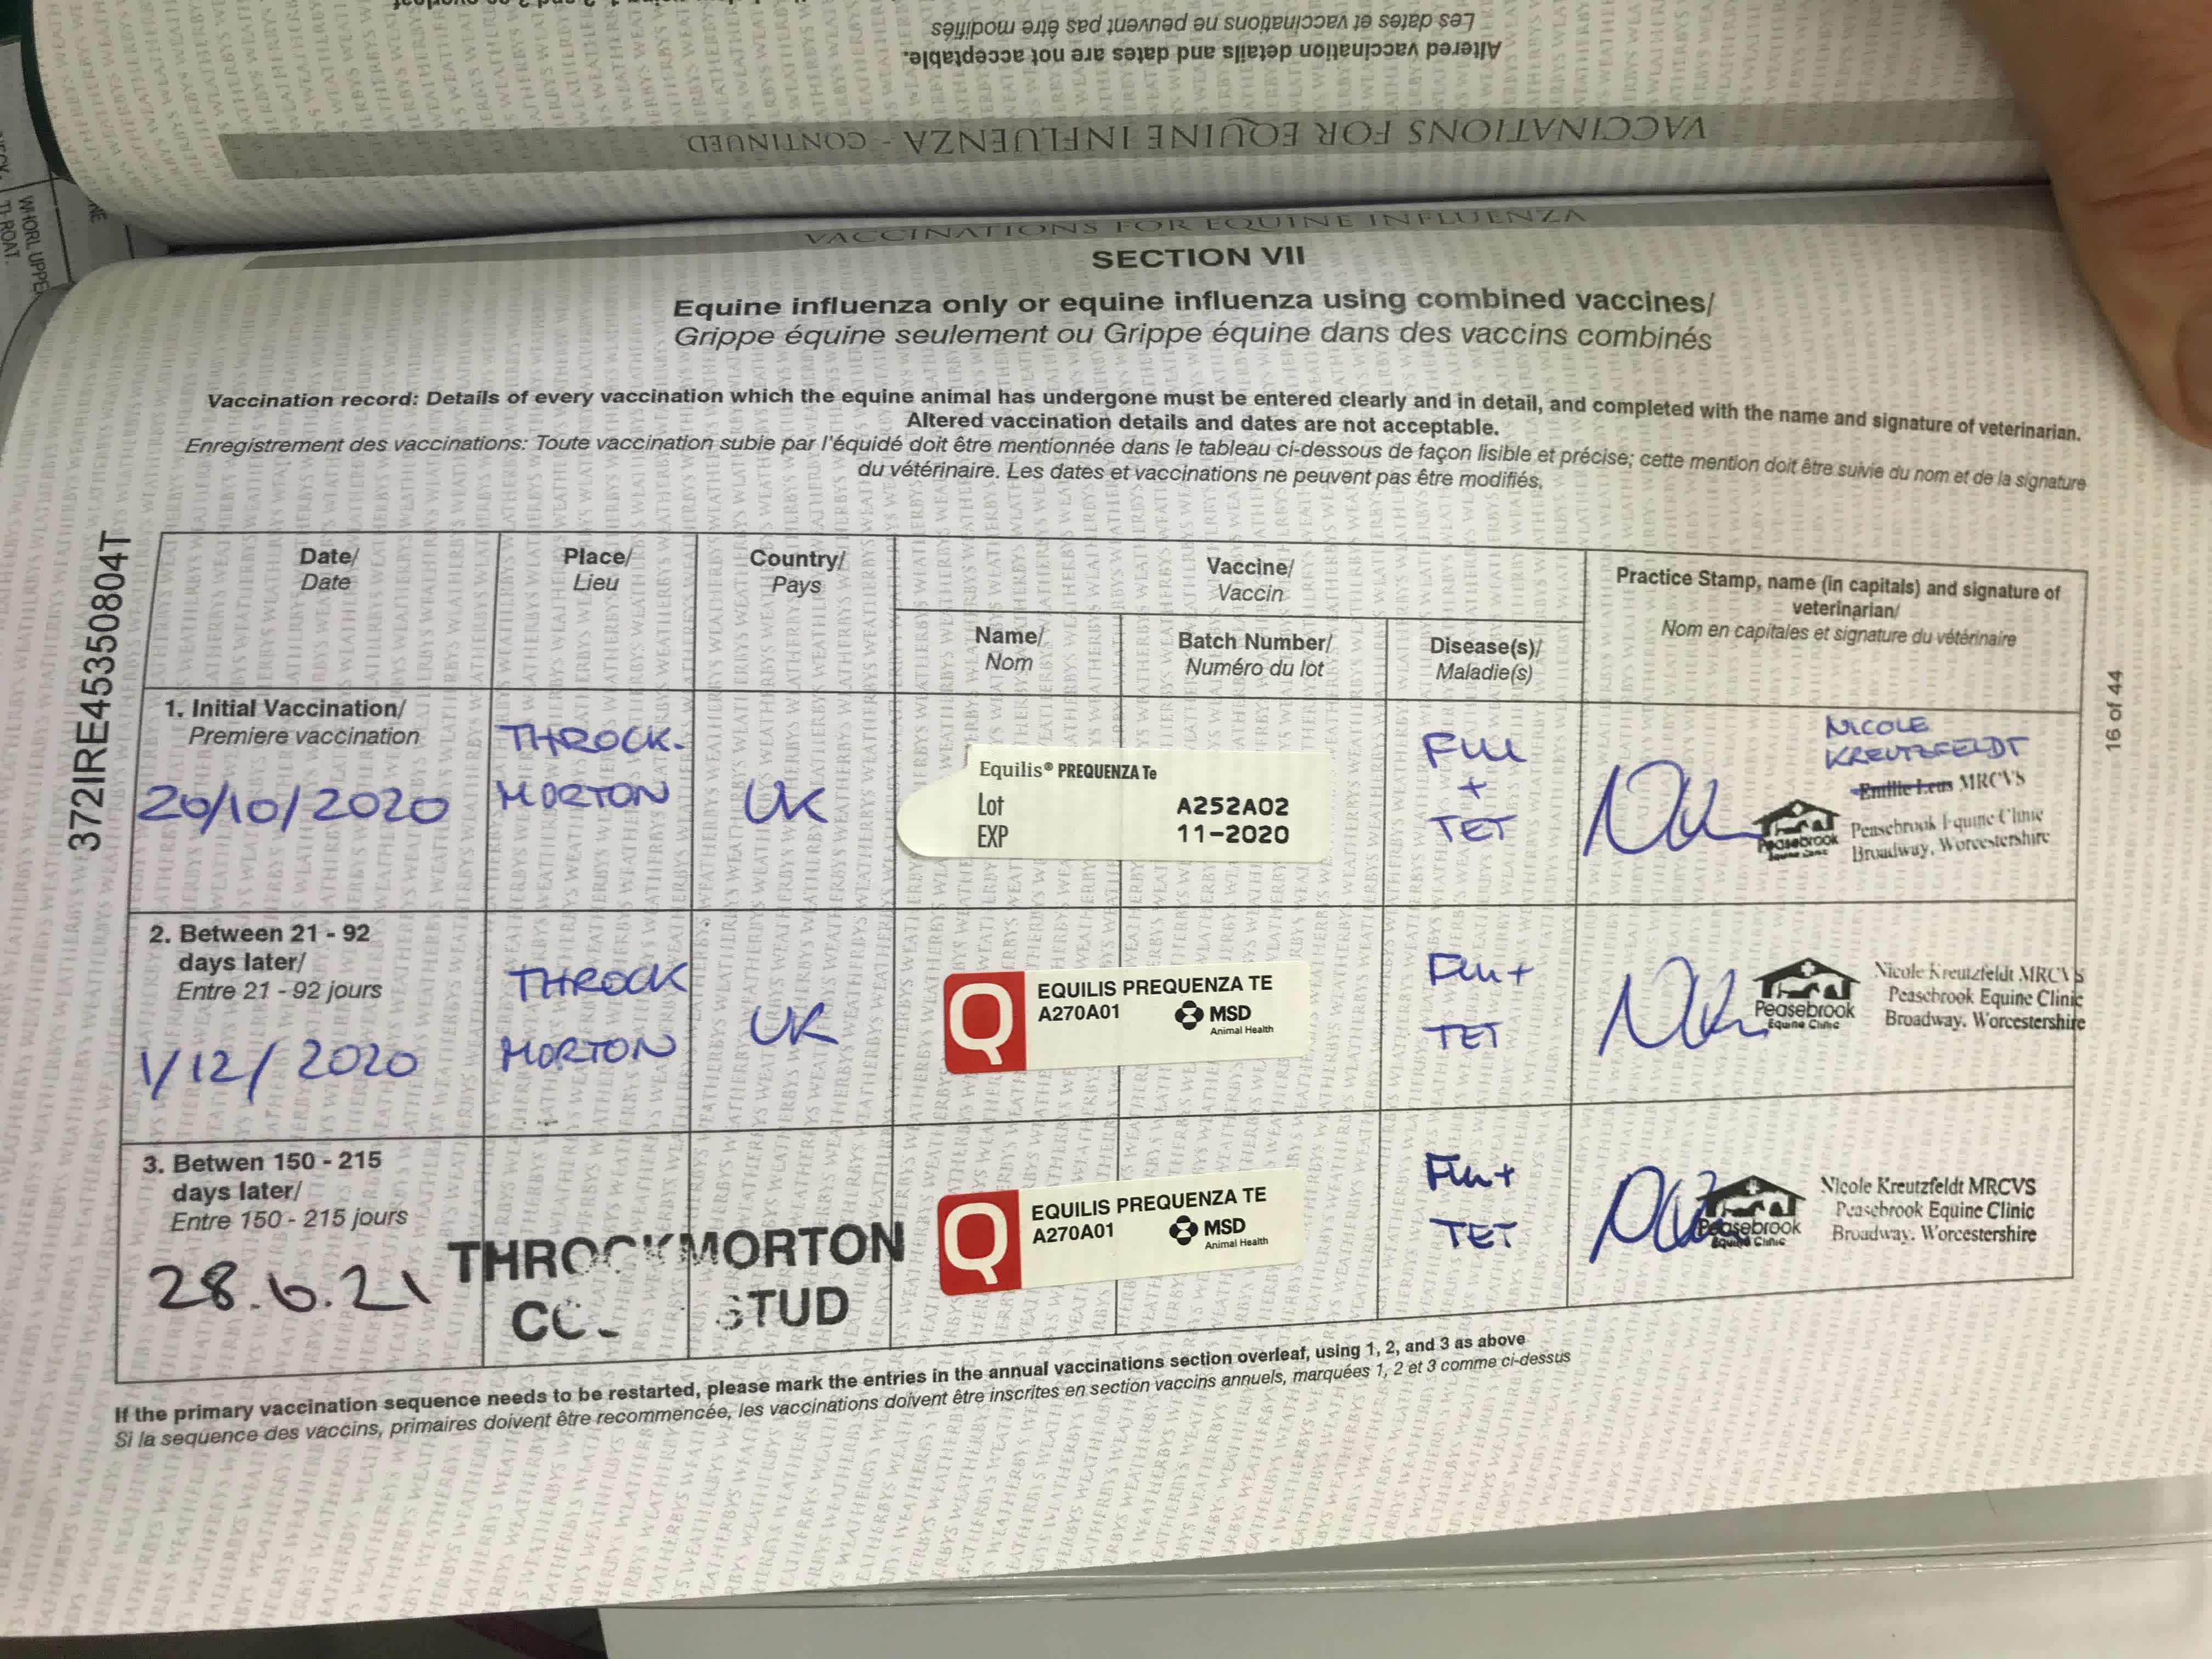 Les dates et vaccinations ne peuvent pas être modifiés
Altered vaccination details and dates are not acceptable.
VACCINATIONS FOR EQUINE INFLUENZA - CONTINUED
WHORL UPPER
THROAT.
VACCINATIONS FOR EQUINE INFLUENZA
SECTION VII
Equine influenza only or equine influenza using combined vaccines/
Grippe équine seulement ou Grippe équine dans des vaccins combinés
Vaccination record: Details of every vaccination which the equine animal has undergone must be entered clearly and in detail, and completed with the name and signature of veterinarian.
Altered vaccination details and dates are not acceptable.
Enregistrement des vaccinations: Toute vaccination subie par l'équidé doit être mentionnée dans le tableau ci-dessous de façon lisible et précise; cette mention doit être suivie du nom et de la signature
du vétérinaire. Les dates et vaccinations ne peuvent pas être modifiés.
372IRE45350804T
16 of 44
Date/
Date
Place/
Lieu
Country/
Pays
Vaccine/
Vaccin
Name/
Nom
Batch Number/
Numéro du lot
Disease(s)/
Maladie(s)
Practice Stamp, name (in capitals) and signature of
veterinarian/
Nom en capitales et signature du vétérinaire
1. Initial Vaccination/
Premiere vaccination
20/10/2020
THROCK-
MORTON
UK
Equilis® PREQUENZA Te
Lot A252A02
EXP 11-2020
Flu
+
TET
NICOLE
KREUTZFELDT
Emilie Leus MRCVS
Peasebrook Equine Clinic
Broadway, Worcestershire
Peasebrook
Equine Clinic
2. Between 21 - 92
days later/
Entre 21 - 92 jours
1/12/2020
THROCK
MORTON
UK
Q
EQUILIS PREQUENZA TE
A270A01
MSD
Animal Health
Flu +
TET
Peasebrook
Equine Clinic
Nicole Kreutzfeldt MRCVS
Peasebrook Equine Clinic
Broadway. Worcestershire
3. Betwen 150 - 215
days later/
Entre 150 - 215 jours
28.6.21
THROCKMORTON
STUD
Q
EQUILIS PREQUENZA TE
A270A01
MSD
Animal Health
Flu +
TET
Peasebrook
Equine Clinic
Nicole Kreutzfeldt MRCVS
Peasebrook Equine Clinic
Broadway. Worcestershire
If the primary vaccination sequence needs to be restarted, please mark the entries in the annual vaccinations section overleaf, using 1, 2, and 3 as above
Si la sequence des vaccins, primaires doivent être recommencée, les vaccinations doivent être inscrites en section vaccins annuels, marquées 1, 2 et 3 comme ci-dessus